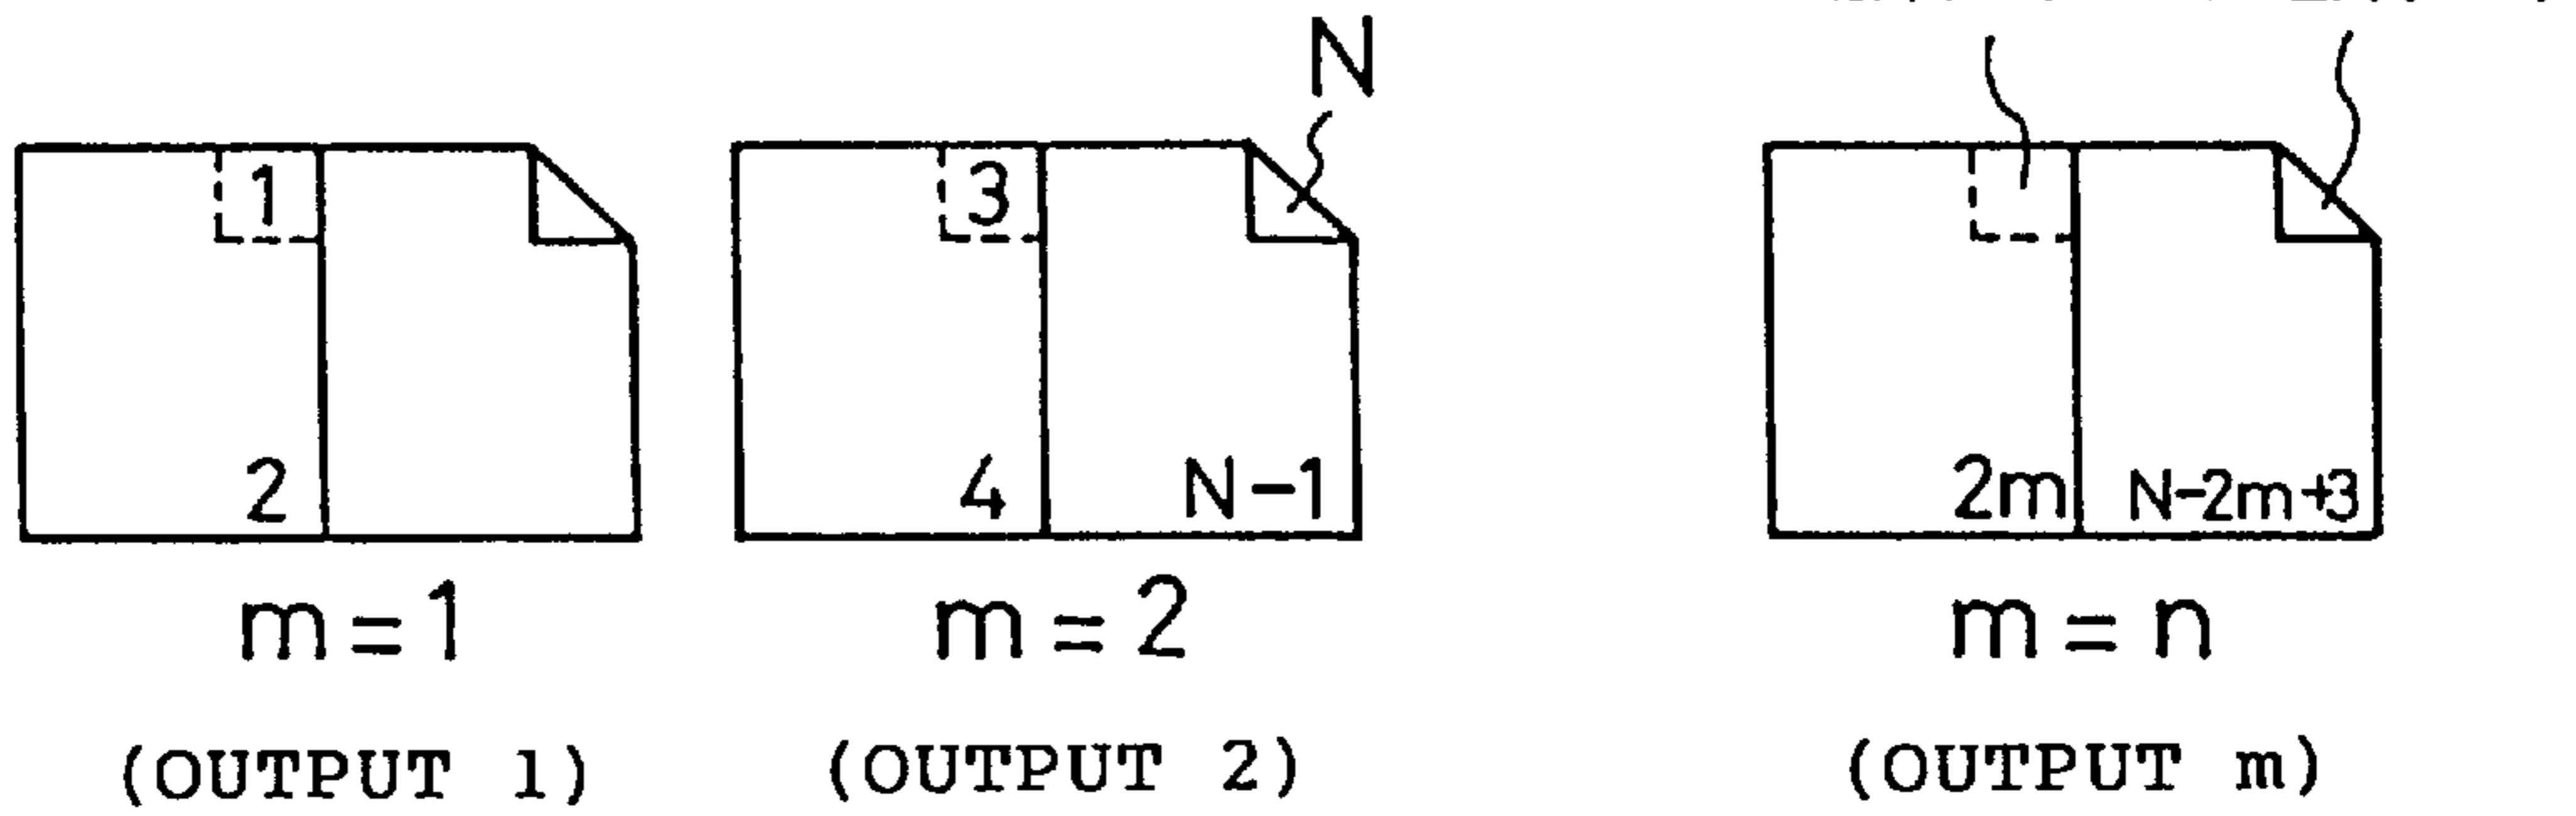 N
1
3
2
4
N-1
2m
N-2m+3
m=1
m=2
m=n
(OUTPUT 1)
(OUTPUT 2)
(OUTPUT m)